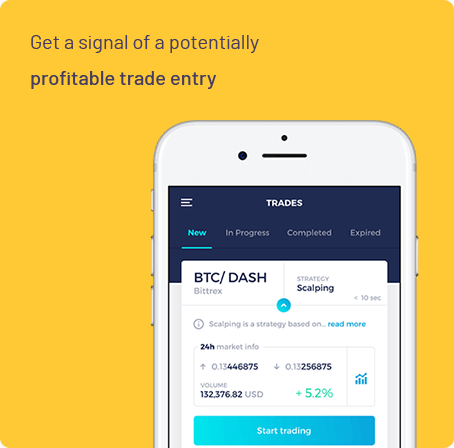 Get a signal of a potentially
profitable trade entry
TRADES
New In Progress Completed Expired
BTC/ DASH
Bittrex
STRATEGY
Scalping
< 10 sec
Scalping is a strategy based on... read more
24h market info
↑ 0.13446875 ↓ 0.13256875
VOLUME
132,376.82 USD + 5.2%
Start trading